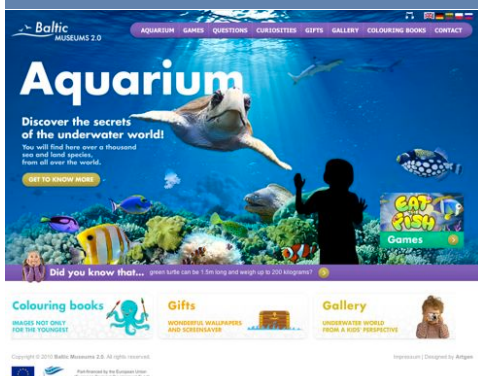 Baltic
MUSEUMS 2.0
AQUARIUM GAMES QUESTIONS CURIOSITIES GIFTS GALLERY COLOURING BOOKS CONTACT
Aquarium
Discover the secrets
of the underwater world!
You will find here over a thousand
sea and land species,
from all over the world.
GET TO KNOW MORE
CAT
FISH
Games
Did you know that... green turtle can be 1.5m long and weigh up to 200 kilograms?
Colouring books
IMAGES NOT ONLY
FOR THE YOUNGEST
Gifts
WONDERFUL WALLPAPERS
AND SCREENSAVER
Gallery
UNDERWATER WORLD
FROM A KIDS' PERSPECTIVE
Copyright © 2010 Baltic Museums 2.0. All rights reserved.
Impressum | Designed by Artgen
Part-financed by the European Union